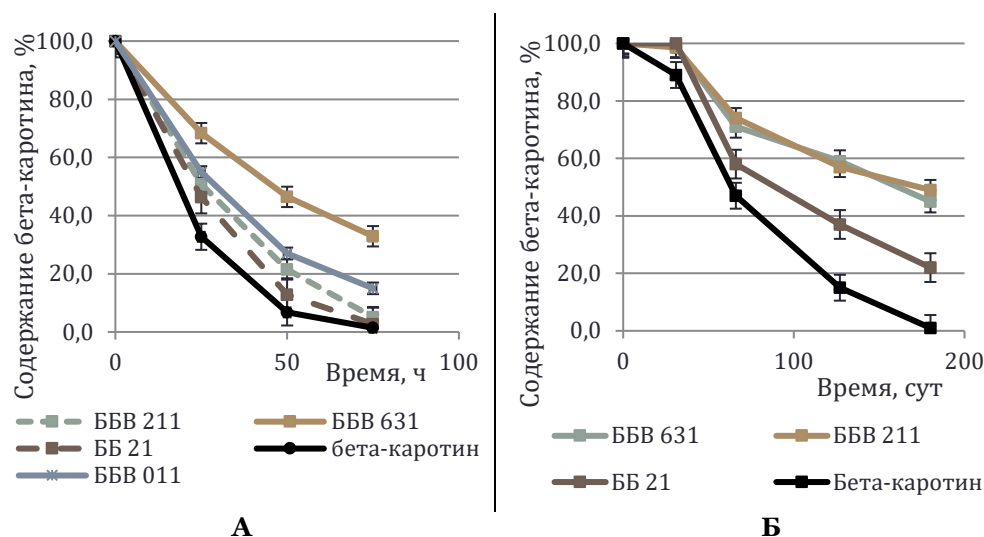 Содержание бета-каротина, %
100,0
80,0
60,0
40,0
20,0
0,0
0
50
100
Время, ч
ББВ 211
ББВ 631
ББ 21
бета-каротин
ББВ 011
А
Содержание бета-каротина, %
100,0
80,0
60,0
40,0
20,0
0,0
0
100
200
Время, сут
ББВ 631
ББВ 211
ББ 21
Бета-каротин
Б